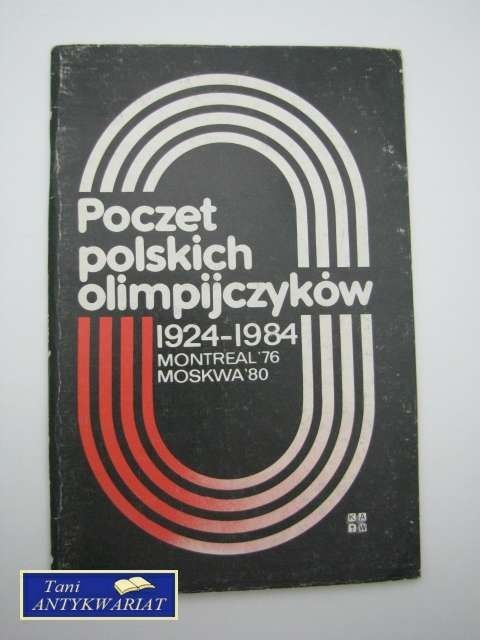 Poczet
polskich
olimpijczyków
1924-1984
MONTREAL'76
MOSKWA'80
K A
W
Tani
ANTYKWARIAT